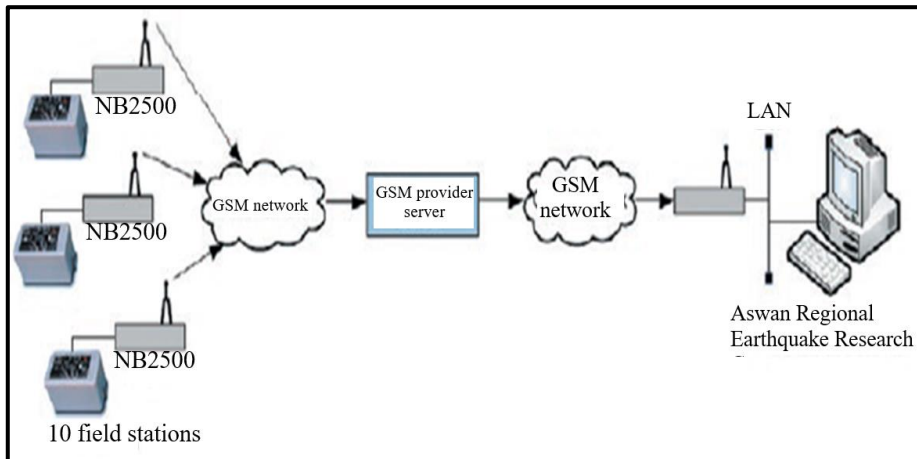 NB2500
NB2500
NB2500
10 field stations
GSM network
GSM provider
server
GSM
network
LAN
Aswan Regional
Earthquake Research